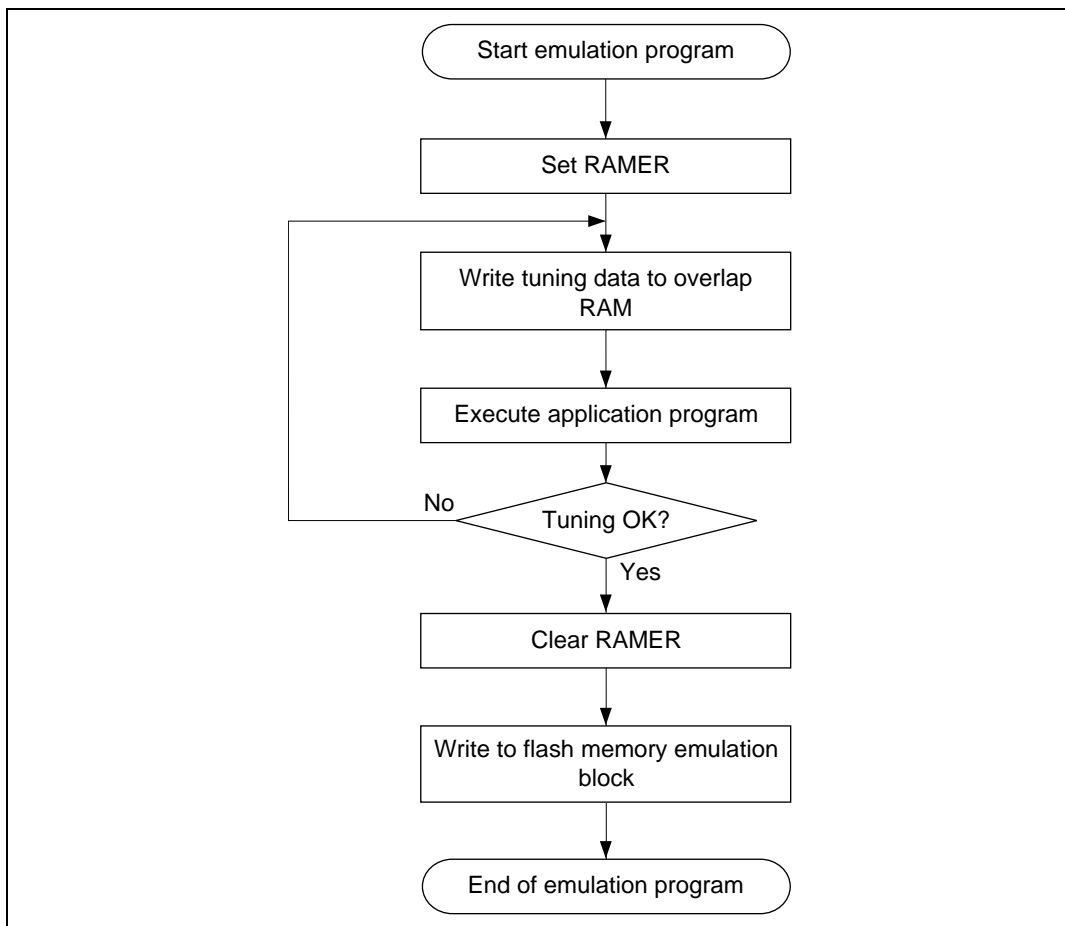 Start emulation program
Set RAMER
Write tuning data to overlap
RAM
Execute application program
No
Tuning OK?
Yes
Clear RAMER
Write to flash memory emulation
block
End of emulation program